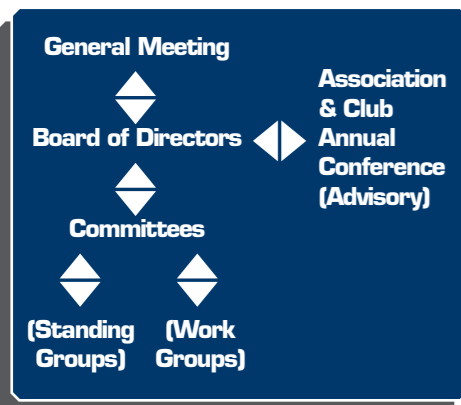 General Meeting
Board of Directors
Association
& Club
Annual
Conference
(Advisory)
Committees
(Standing
Groups)
(Work
Groups)